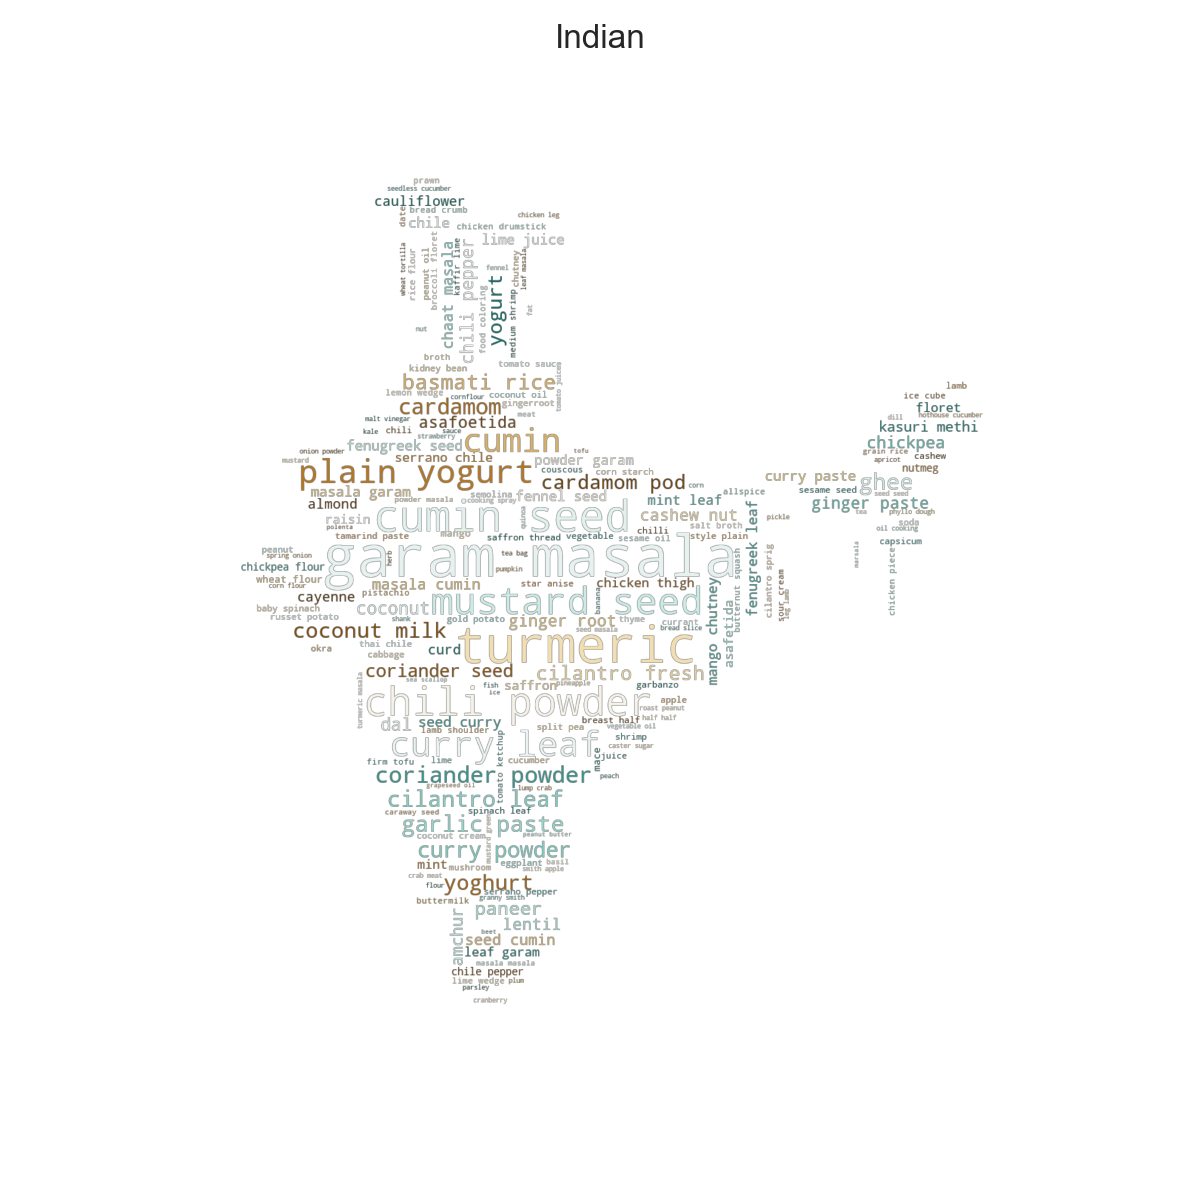 Indian
prawn
seedless cucumber
cauliflower
date
bread crumb
chile
chicken leg
chicken drumstick
lime juice
wheat tortilla
rice flour
peanut oil
broccoli floret
chaat masala
kaffir lime
chili pepper
food coloring
yogurt
fennel
medium shrimp
chutney
leaf masala
fat
nut
broth
kidney bean
tomato sauce
tomato juices
basmati rice
lemon wedge
cornflour
coconut oil
cardamom
gingerroot
malt vinegar
asafoetida
meat
kale
chili
sauce
strawberry
cumin
fenugreek seed
onion powder
serrano chile
tofu
mustard
plain yogurt
powder garam
couscous
corn starch
cardamom pod
corn
masala garam
powder masala
semolina
cooking spray
fennel seed
mint leaf
allspice
almond
raisin
polenta
cumin seed
quinoa
cashew nut
salt broth
chilli
tamarind paste
mango
saffron thread
vegetable
sesame oil
style plain
pickle
curry paste
lamb
ice cube
floret
dill
hothouse cucumber
kasuri methi
chickpea
grain rice
cashew
apricot
nutmeg
ghee
sesame seed
seed seed
ginger paste
tea
phyllo dough
soda
oil cooking
capsicum
marsala
chicken piece
peanut
spring onion
chickpea flour
wheat flour
corn flour
garam masala
herb
tea bag
pumpkin
masala cumin
star anise
chicken thigh
cayenne
pistachio
banana
fenugreek leaf
butternut squash
cilantro sprig
sour cream
leg lamb
baby spinach
russet potato
coconut
mustard seed
mango chutney
asafetida
shank
gold potato
ginger root
thyme
currant
seed masala
bread slice
coconut milk
okra
thai chile
cabbage
curd
turmeric
coriander seed
sea scallop
cilantro fresh
turmeric masala
fish
ice
saffron
pineapple
garbanzo
chili powder
apple
roast peanut
half half
dal
seed curry
lamb shoulder
split pea
breast half
vegetable oil
curry leaf
shrimp
caster sugar
juice
mace
firm tofu
lime
tomato ketchup
cucumber
coriander powder
peach
grapeseed oil
lump crab
cilantro leaf
caraway seed
spinach leaf
garlic paste
coconut cream
mustard green
peanut butter
curry powder
mint
mushroom
eggplant
basil
smith apple
crab meat
flour
yoghurt
serrano pepper
granny smith
buttermilk
amchur
paneer
lentil
beet
seed cumin
leaf garam
masala masala
chile pepper
lime wedge
plum
parsley
cranberry